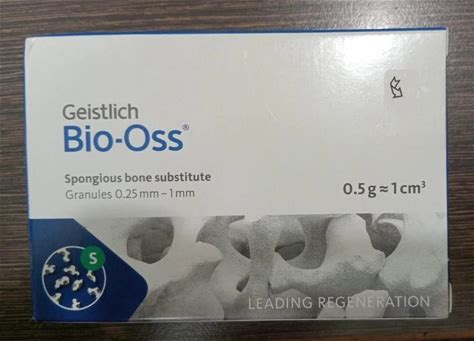 Geistlich
Bio-Oss®
Spongious bone substitute
Granules 0.25 mm – 1 mm
0.5 g ≈ 1 cm³
S
LEADING REGENERATION